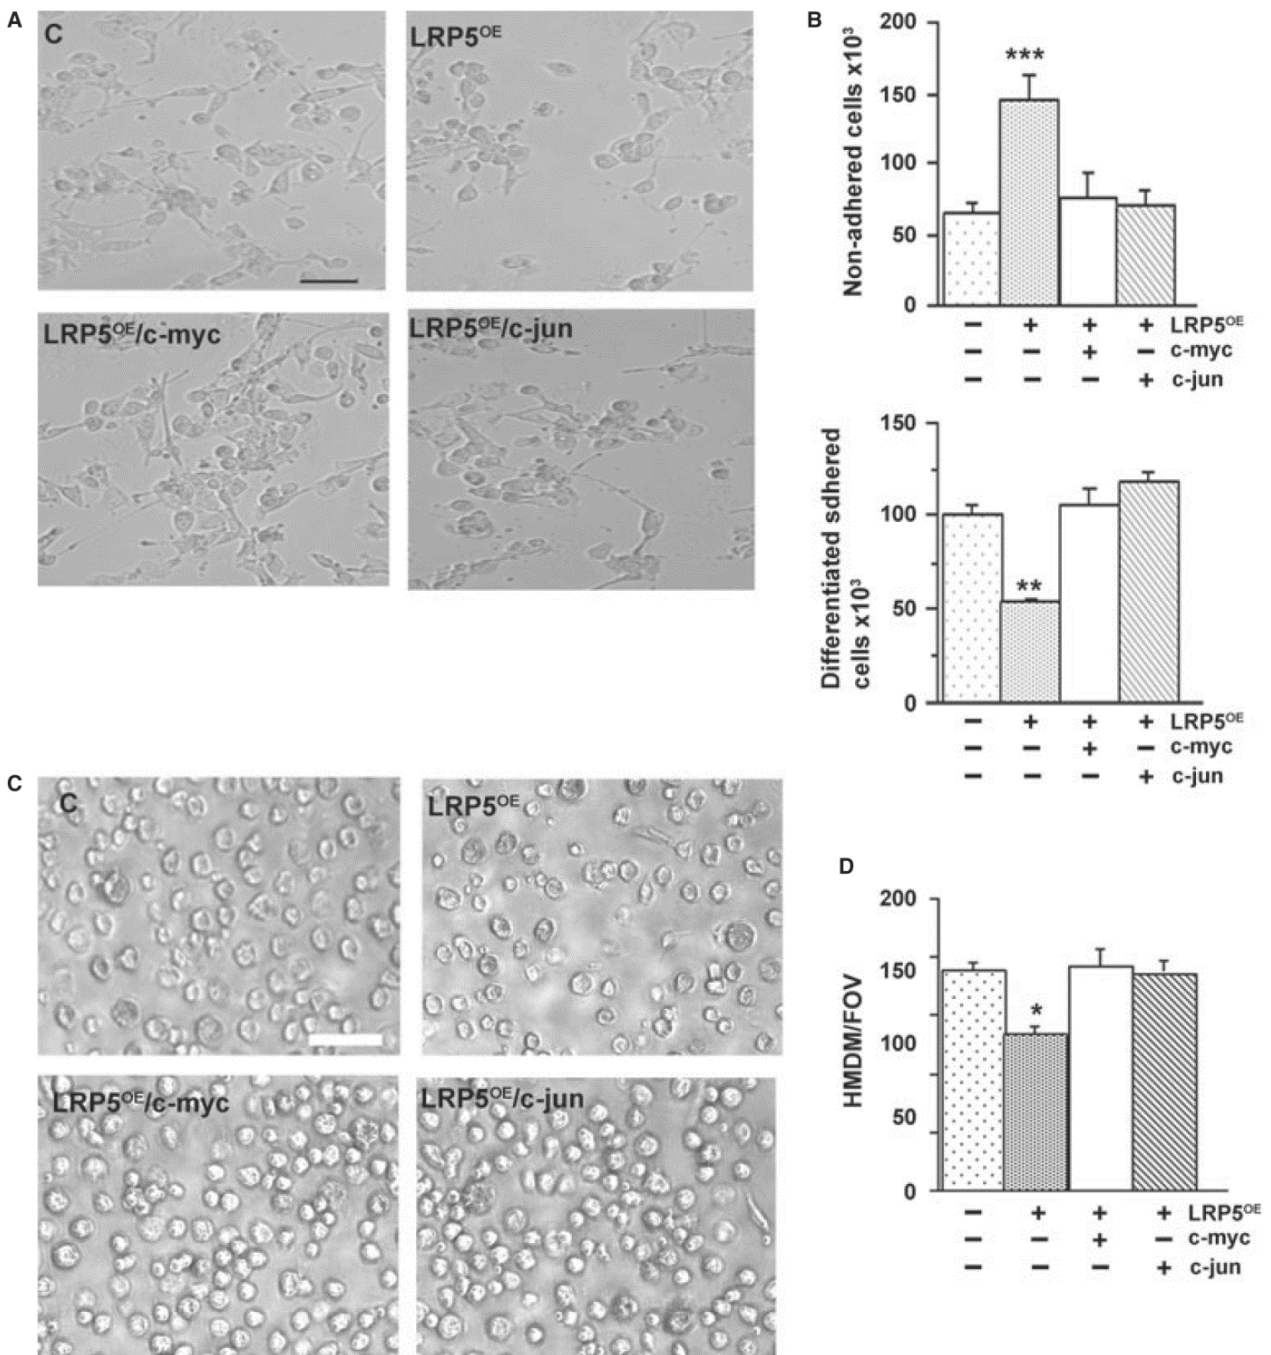 A
C
LRP5OE
LRP5OE/c-myc
LRP5OE/c-jun
B
Non-adhered cells x10³
200
150
100
50
0
– + + + LRP5OE
– – + – c-myc
– – – + c-jun
Differentiated sdhered
cells x10³
150
100
50
0
– + + + LRP5OE
– – + – c-myc
– – – + c-jun
C
C
LRP5OE
LRP5OE/c-myc
LRP5OE/c-jun
D
HMDM/FOV
200
150
100
50
0
***
**
*
– + + + LRP5OE
– – + – c-myc
– – – + c-jun